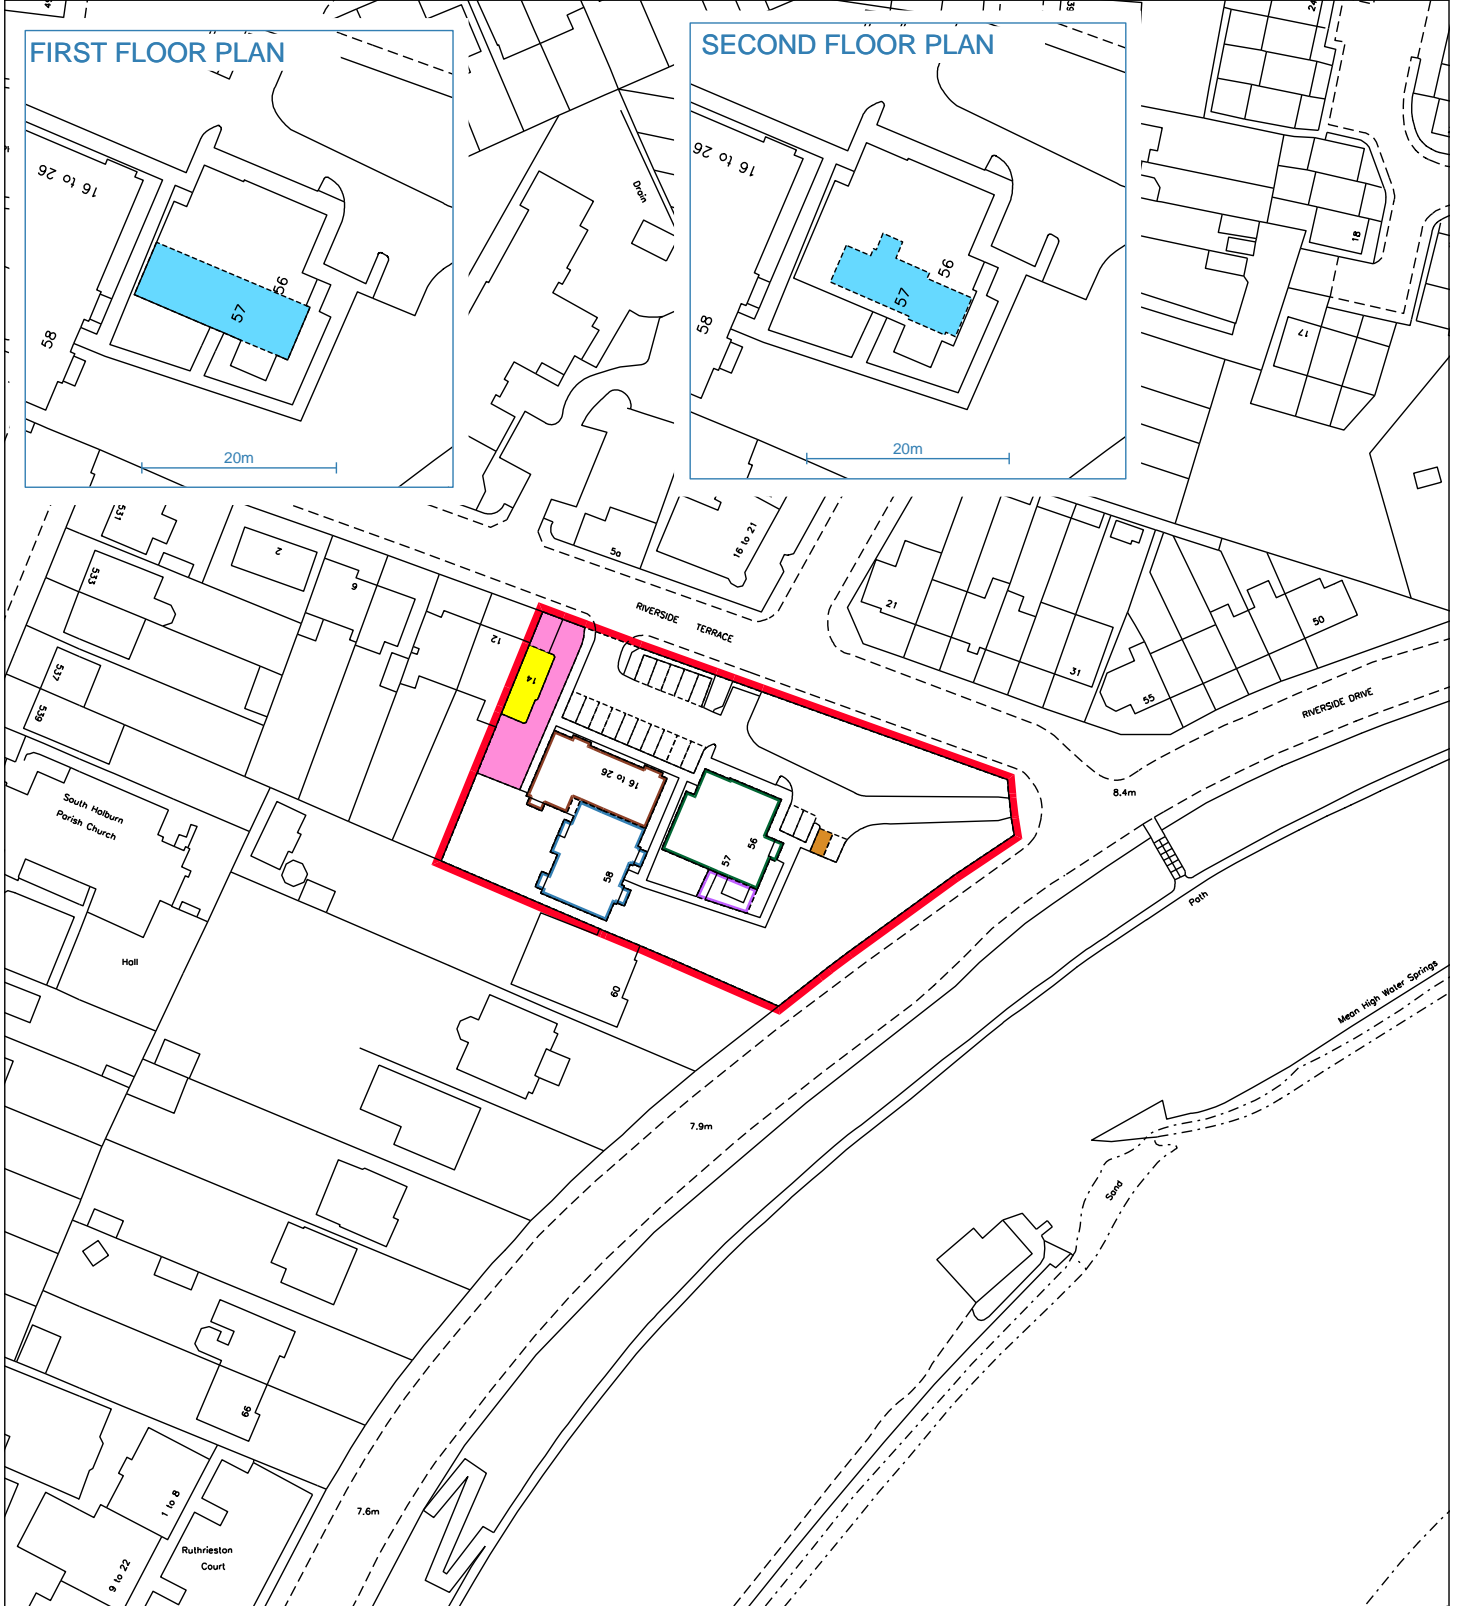 FIRST FLOOR PLAN
SECOND FLOOR PLAN
16 to 26
56
57
58
20m
16 to 26
56
57
58
20m
Drain
18
17
531
533
537
539
2
6
12
14
5a
16 to 21
RIVERSIDE TERRACE
21
31
55
50
RIVERSIDE DRIVE
8.4m
16 to 26
56
57
58
60
South Holburn
Parish Church
Hall
Path
Mean High Water Springs
7.9m
Sand
66
7.6m
1 to 8
9 to 22
Ruthrieston
Court